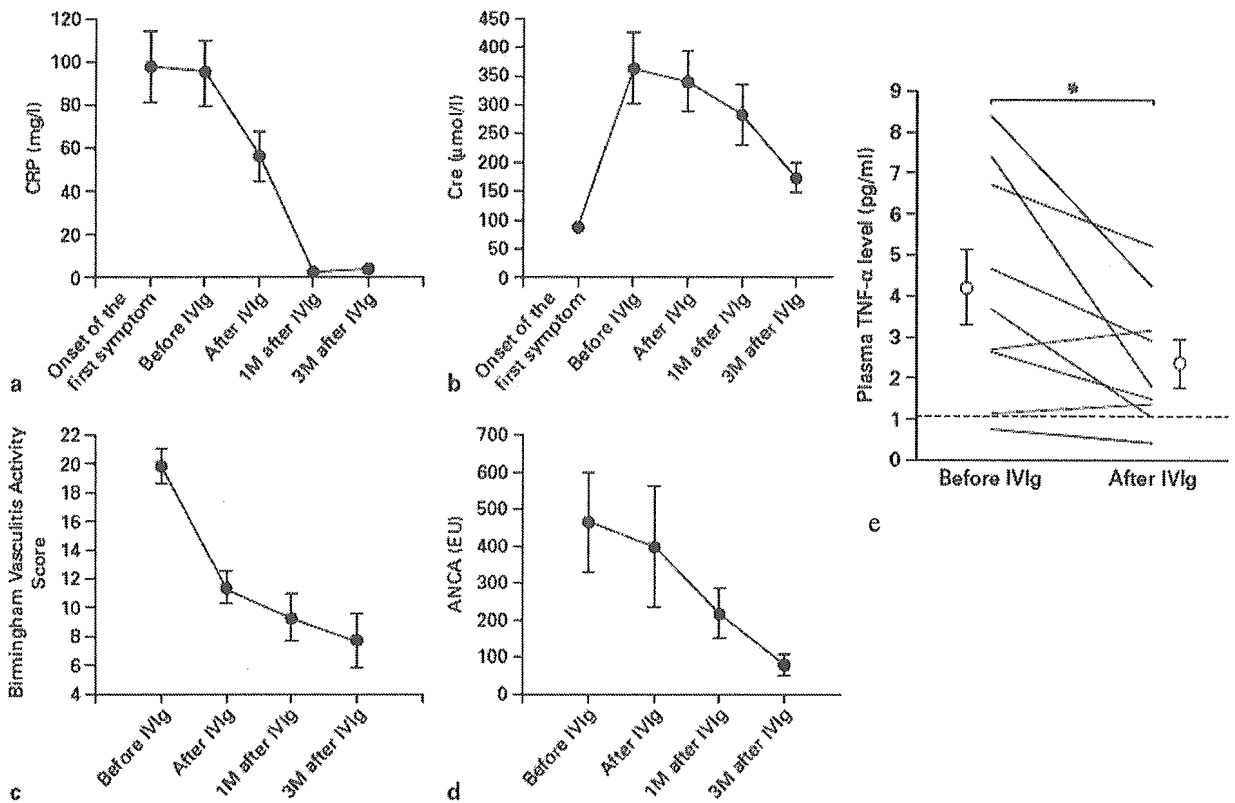 120
100
80
60
40
20
0
CRP (mg/l)
Onset of the
first symptom
Before IVIg
After IVIg
1M after IVIg
3M after IVIg
a
450
400
350
300
250
200
150
100
50
0
Cre (μmol/l)
Onset of the
first symptom
Before IVIg
After IVIg
1M after IVIg
3M after IVIg
b
22
20
18
16
14
12
10
8
6
4
Birmingham Vasculitis Activity
Score
Before IVIg
After IVIg
1M after IVIg
3M after IVIg
c
700
600
500
400
300
200
100
0
ANCA (EU)
Before IVIg
After IVIg
1M after IVIg
3M after IVIg
d
9
8
7
6
5
4
3
2
1
0
Plasma TNF-α level (pg/ml)
*
Before IVIg
After IVIg
e